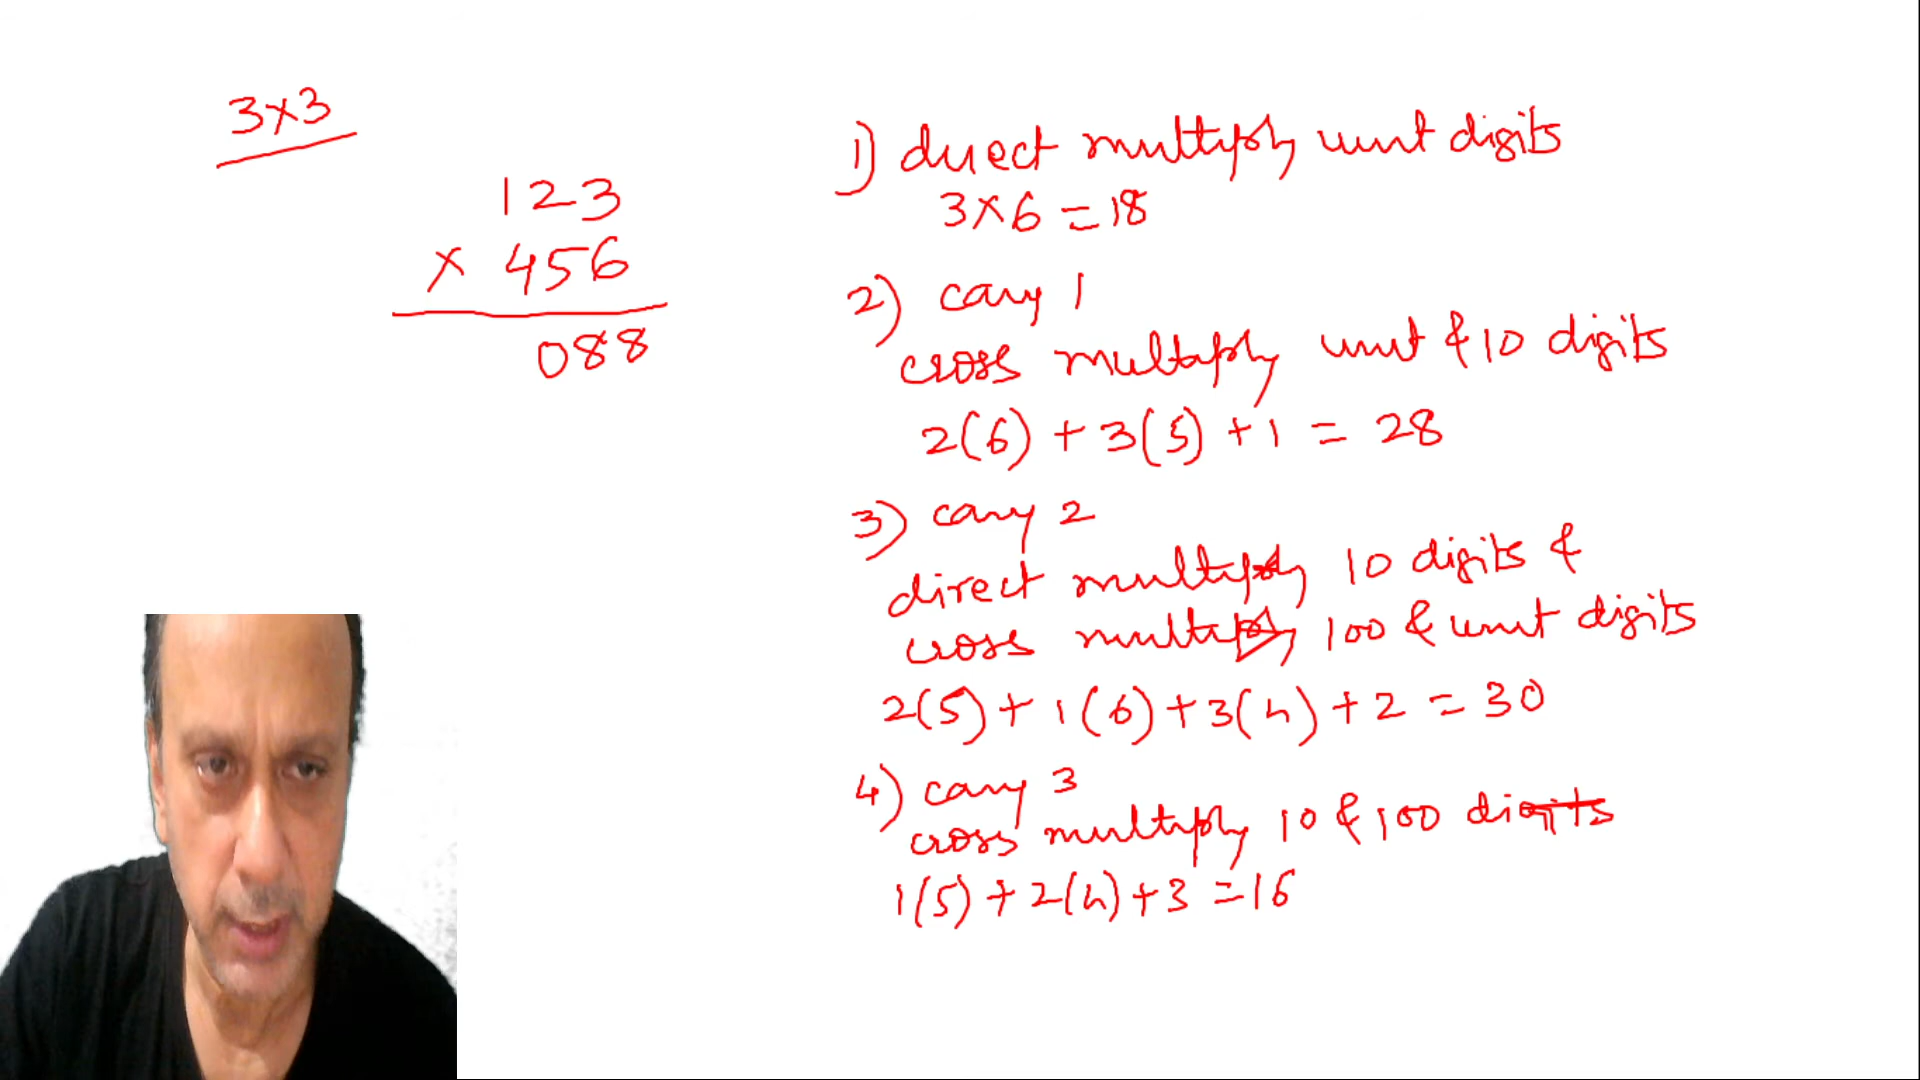 3x3
123
x 456
088
1) direct multiply unit digits
3x6 = 18
2) carry 1
cross multiply unit & 10 digits
2(6) + 3(5) + 1 = 28
3) carry 2
direct multiply 10 digits &
cross multiply 100 & unit digits
2(5) + 1(6) + 3(4) + 2 = 30
4) carry 3
cross multiply 10 & 100 digits
1(5) + 2(4) + 3 = 16